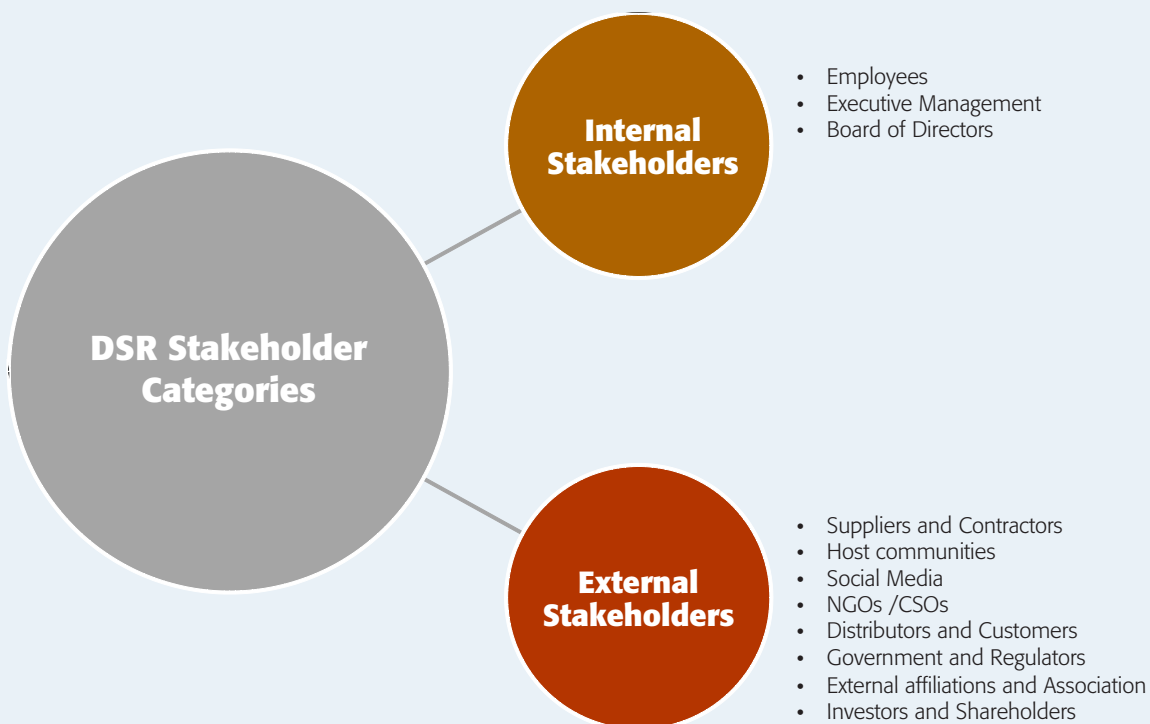 DSR Stakeholder
Categories
Internal
Stakeholders
• Employees
• Executive Management
• Board of Directors
External
Stakeholders
• Suppliers and Contractors
• Host communities
• Social Media
• NGOs /CSOs
• Distributors and Customers
• Government and Regulators
• External affiliations and Association
• Investors and Shareholders